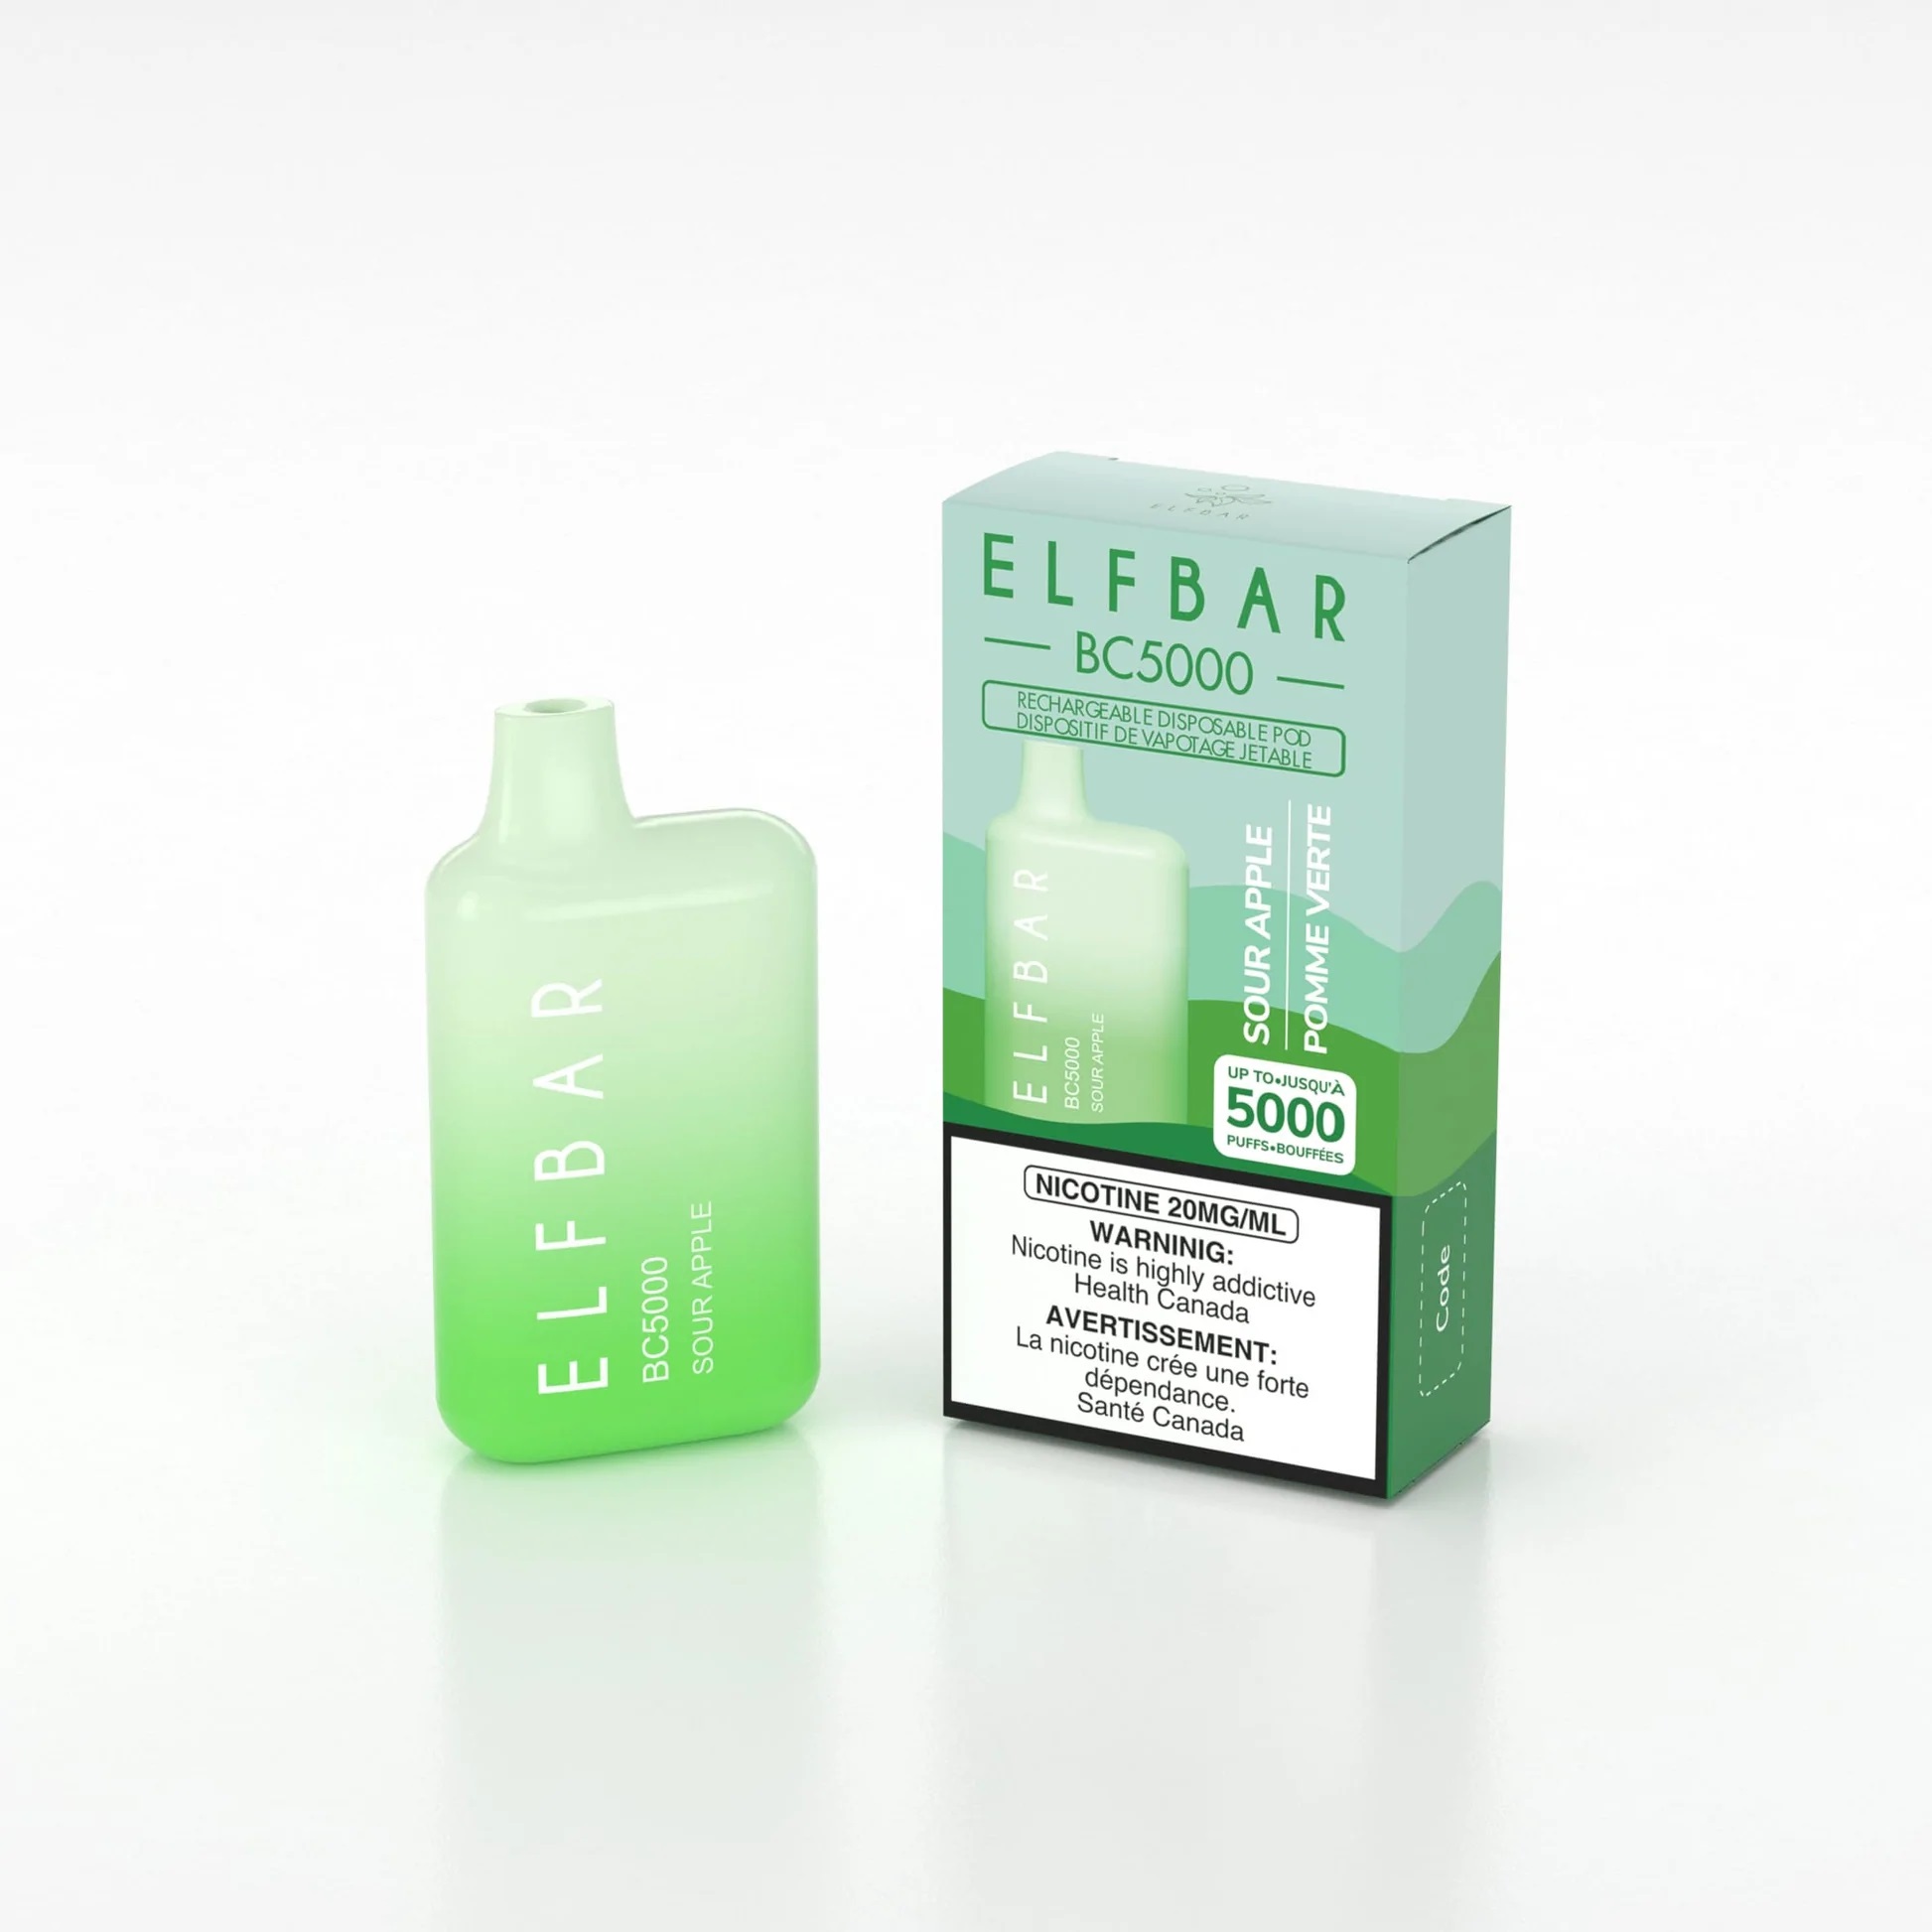 ELFBAR
BC5000
SOUR APPLE
ELFBAR
ELFBAR
BC5000
RECHARGEABLE DISPOSABLE POD
DISPOSITIF DE VAPOTAGE JETABLE
ELFBAR
BC5000
SOUR APPLE
SOUR APPLE
POMME VERTE
UP TO•JUSQU'À
5000
PUFFS•BOUFFÉES
NICOTINE 20MG/ML
WARNINIG:
Nicotine is highly addictive
Health Canada
AVERTISSEMENT:
La nicotine crée une forte
dépendance.
Santé Canada
Code